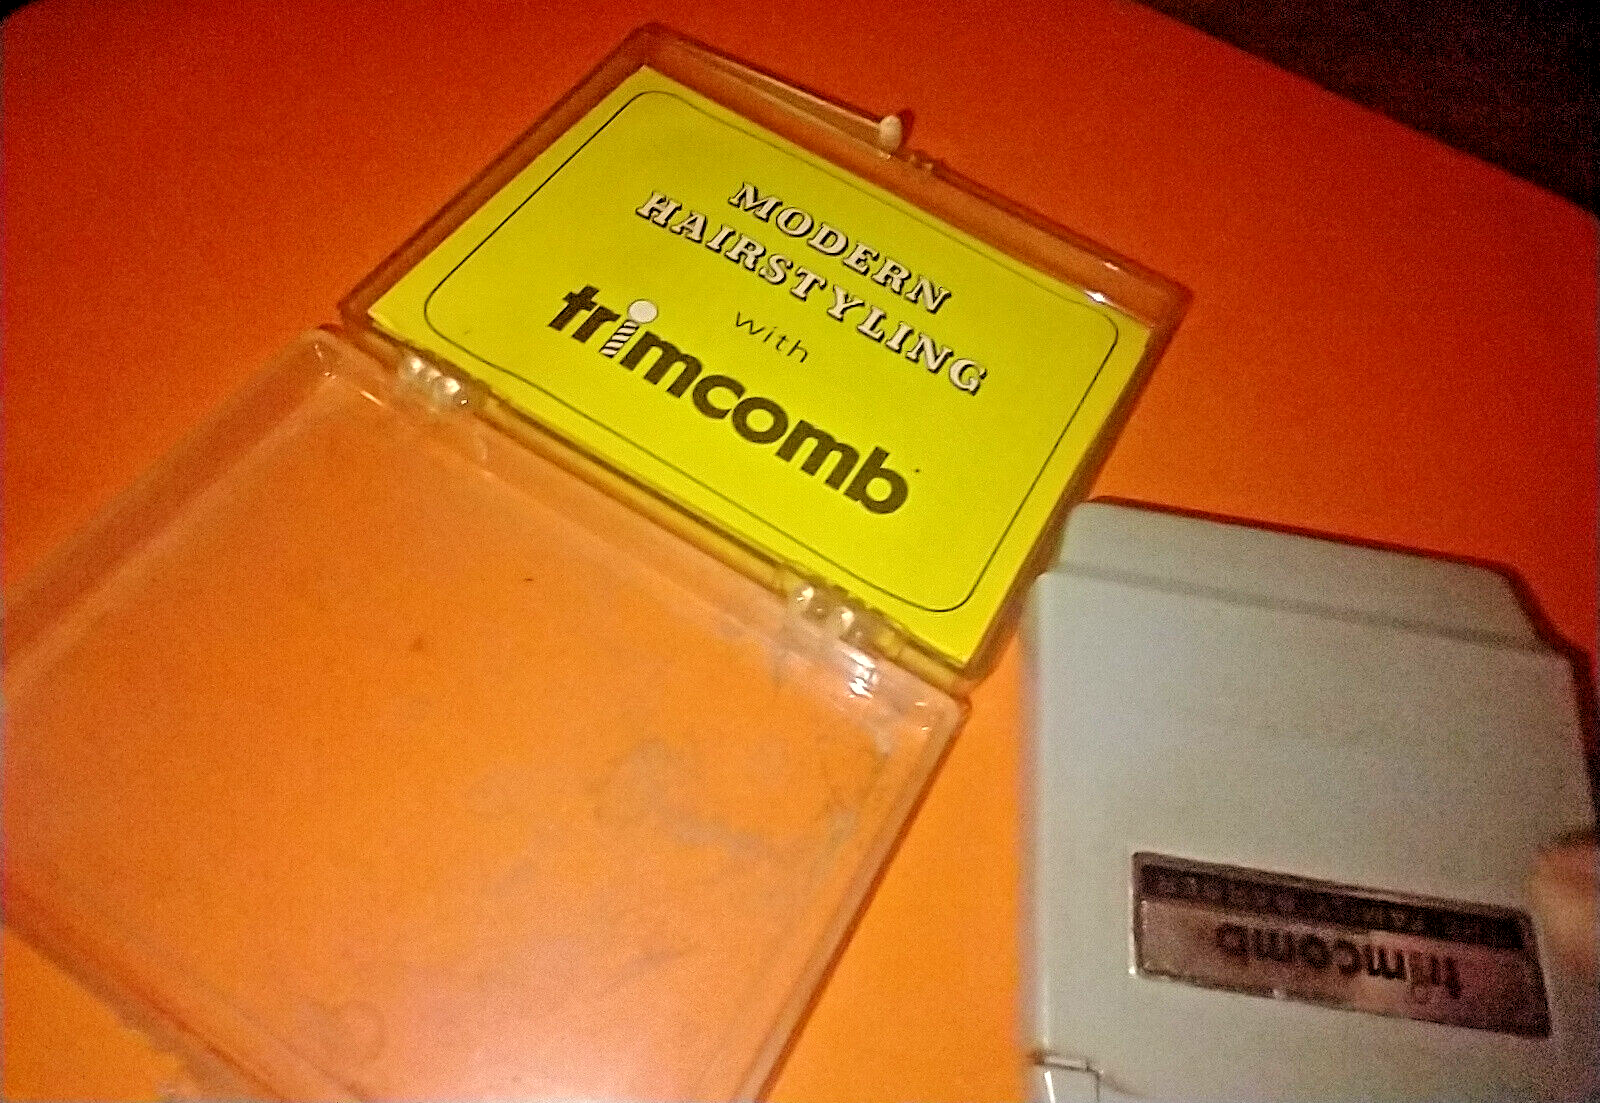 MODERN
HAIRSTYLING
with
trimcomb
trimcomb